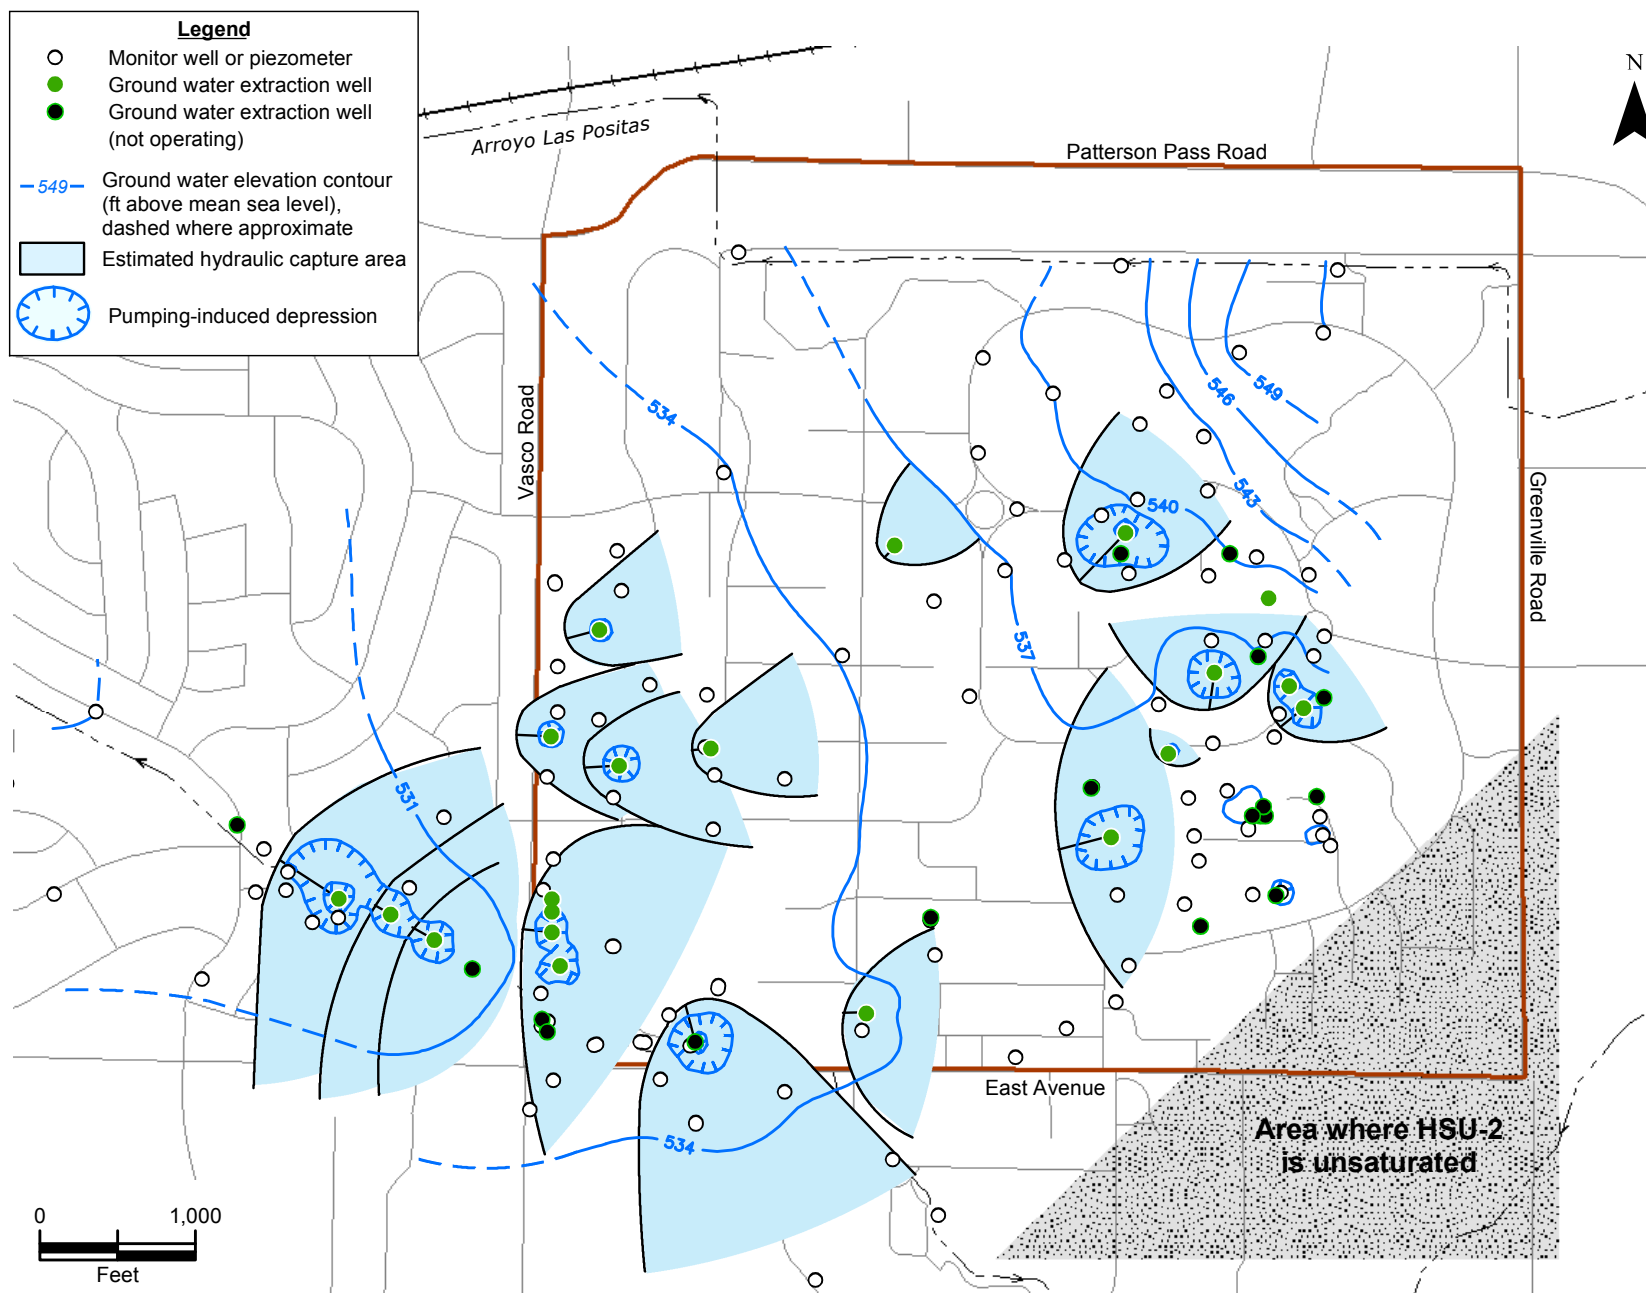 Legend
Monitor well or piezometer
Ground water extraction well
Ground water extraction well
(not operating)
549
Ground water elevation contour
(ft above mean sea level),
dashed where approximate
Estimated hydraulic capture area
Pumping-induced depression
N
Arroyo Las Positas
Patterson Pass Road
Vasco Road
Greenville Road
534
546
549
543
540
537
531
534
East Avenue
Area where HSU-2
is unsaturated
0 1,000
Feet